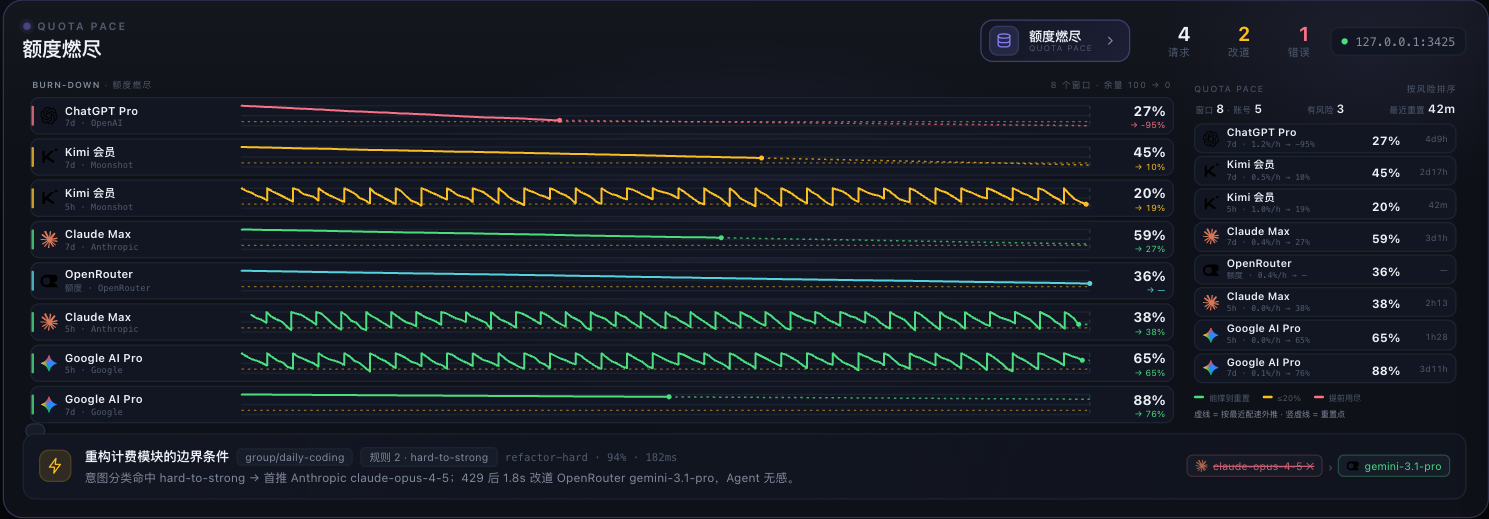 QUOTA PACE
额度燃尽
额度燃尽
QUOTA PACE
4
请求
2
改道
1
错误
127.0.0.1:3425
BURN-DOWN · 额度燃尽
8 个窗口 · 余量 100 → 0
ChatGPT Pro
7d · OpenAI
27%
→ -95%
Kimi 会员
7d · Moonshot
45%
→ 10%
Kimi 会员
5h · Moonshot
20%
→ 19%
Claude Max
7d · Anthropic
59%
→ 27%
OpenRouter
额度 · OpenRouter
36%
→ —
Claude Max
5h · Anthropic
38%
→ 38%
Google AI Pro
5h · Google
65%
→ 65%
Google AI Pro
7d · Google
88%
→ 76%
QUOTA PACE
按风险排序
窗口 8 · 账号 5
有风险 3
最近重置 42m
ChatGPT Pro
7d · 1.2%/h → -95%
27%
4d9h
Kimi 会员
7d · 0.5%/h → 10%
45%
2d17h
Kimi 会员
5h · 1.0%/h → 19%
20%
42m
Claude Max
7d · 0.4%/h → 27%
59%
3d1h
OpenRouter
额度 · 0.4%/h → —
36%
—
Claude Max
5h · 0.0%/h → 38%
38%
2h13
Google AI Pro
5h · 0.0%/h → 65%
65%
1h28
Google AI Pro
7d · 0.1%/h → 76%
88%
3d11h
能撑到重置
≤20%
提前用尽
虚线 = 按最近配速外推 · 竖虚线 = 重置点
重构计费模块的边界条件
group/daily-coding
规则 2 · hard-to-strong
refactor-hard · 94% · 182ms
意图分类命中 hard-to-strong → 首推 Anthropic claude-opus-4-5；429 后 1.8s 改道 OpenRouter gemini-3.1-pro，Agent 无感。
claude-opus-4-5 ✕
›
gemini-3.1-pro